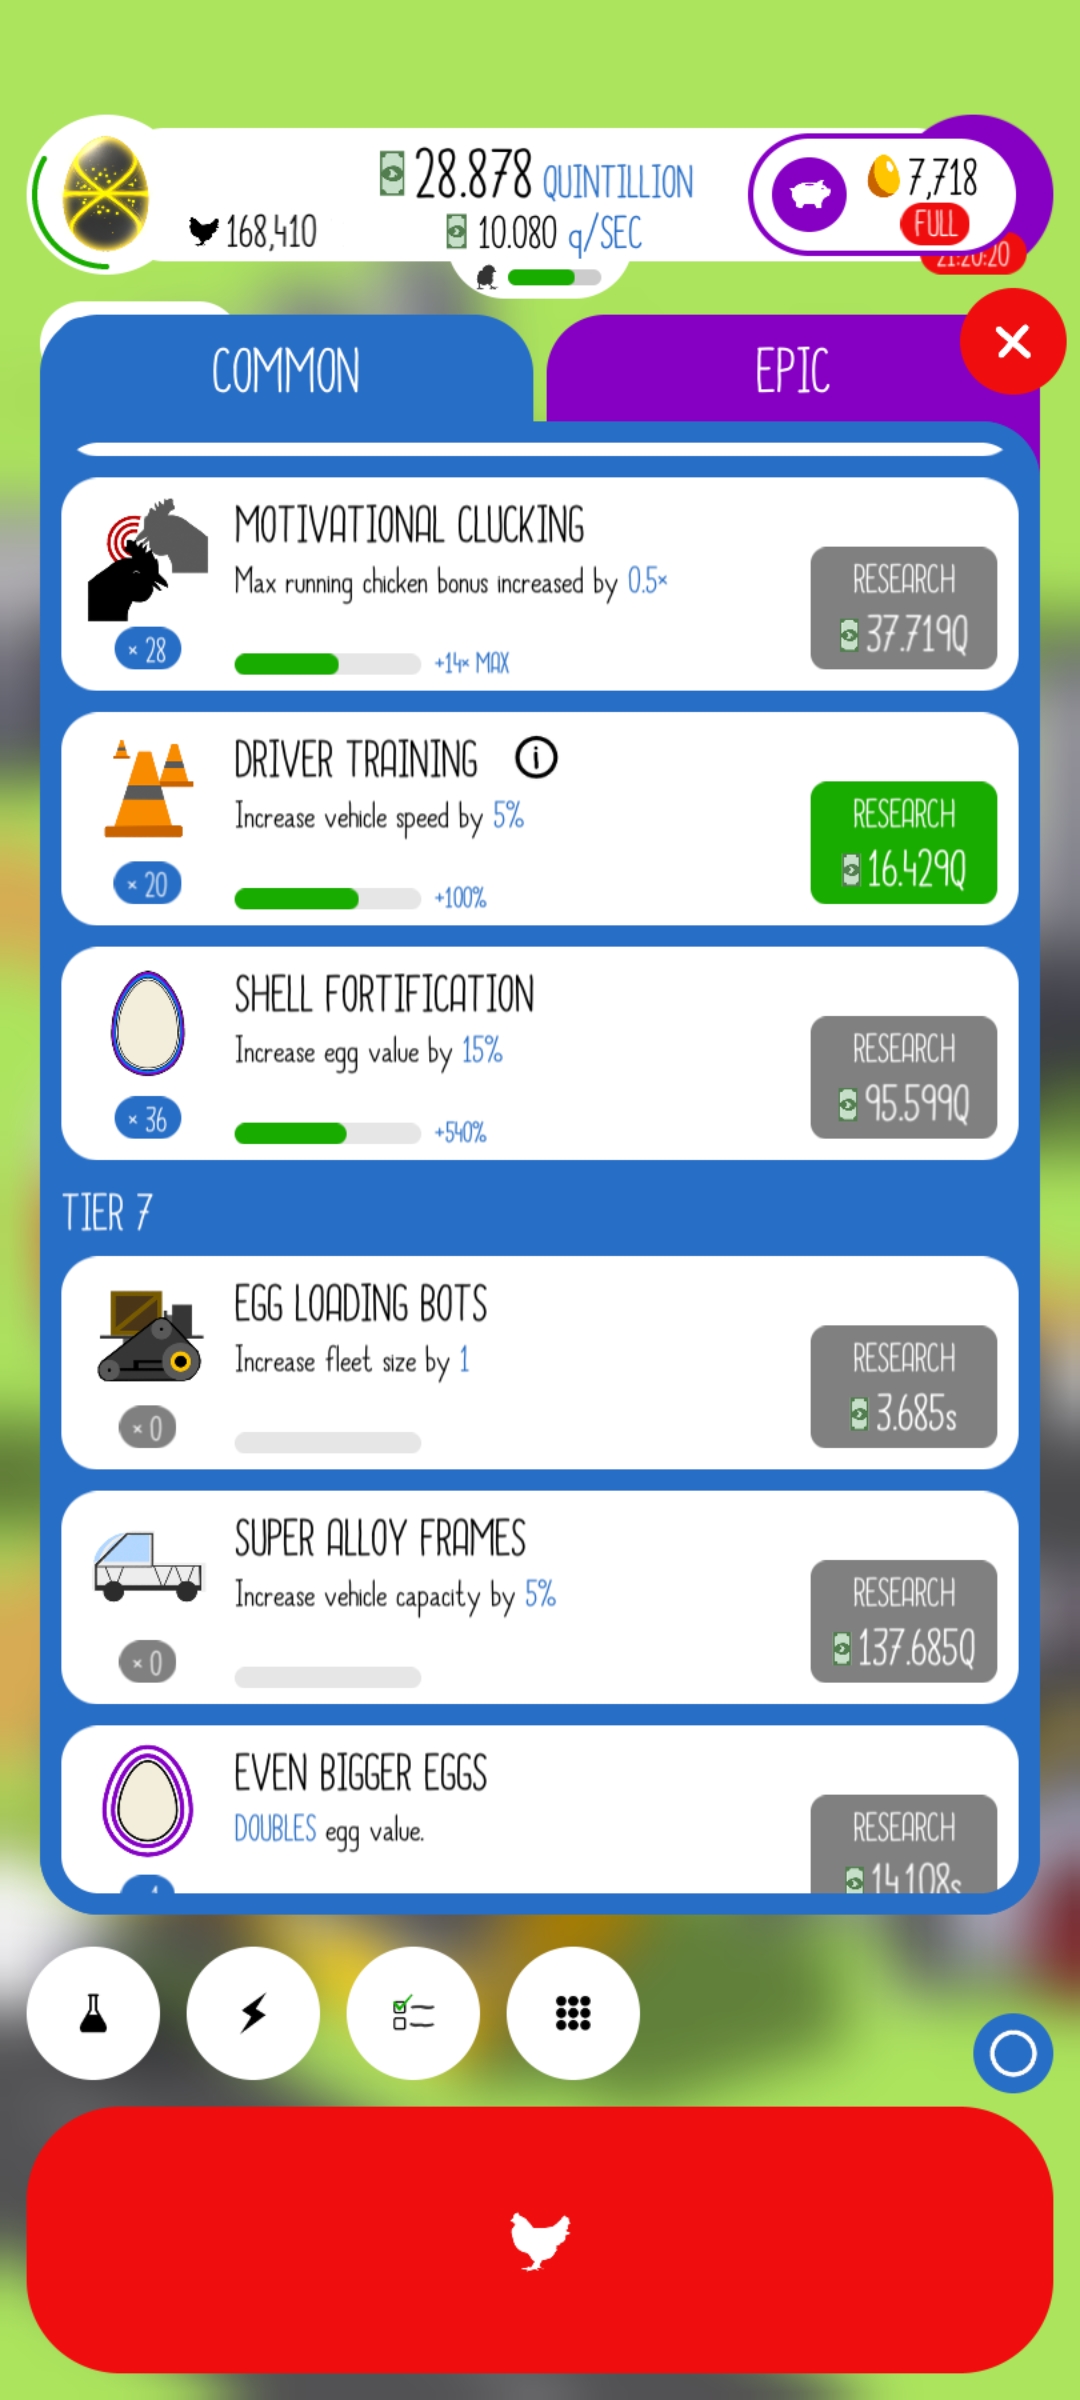 28.878 QUINTILLION
168,410
10.080 q/SEC
7,718
FULL
21:20:20
COMMON
EPIC
MOTIVATIONAL CLUCKING
Max running chicken bonus increased by 0.5×
RESEARCH
37.719Q
× 28
+14× MAX
DRIVER TRAINING i
Increase vehicle speed by 5%
RESEARCH
16.429Q
× 20
+100%
SHELL FORTIFICATION
Increase egg value by 15%
RESEARCH
95.599Q
× 36
+540%
TIER 7
EGG LOADING BOTS
Increase fleet size by 1
RESEARCH
3.685s
× 0
SUPER ALLOY FRAMES
Increase vehicle capacity by 5%
RESEARCH
137.685Q
× 0
EVEN BIGGER EGGS
DOUBLES egg value.
RESEARCH
14.108s